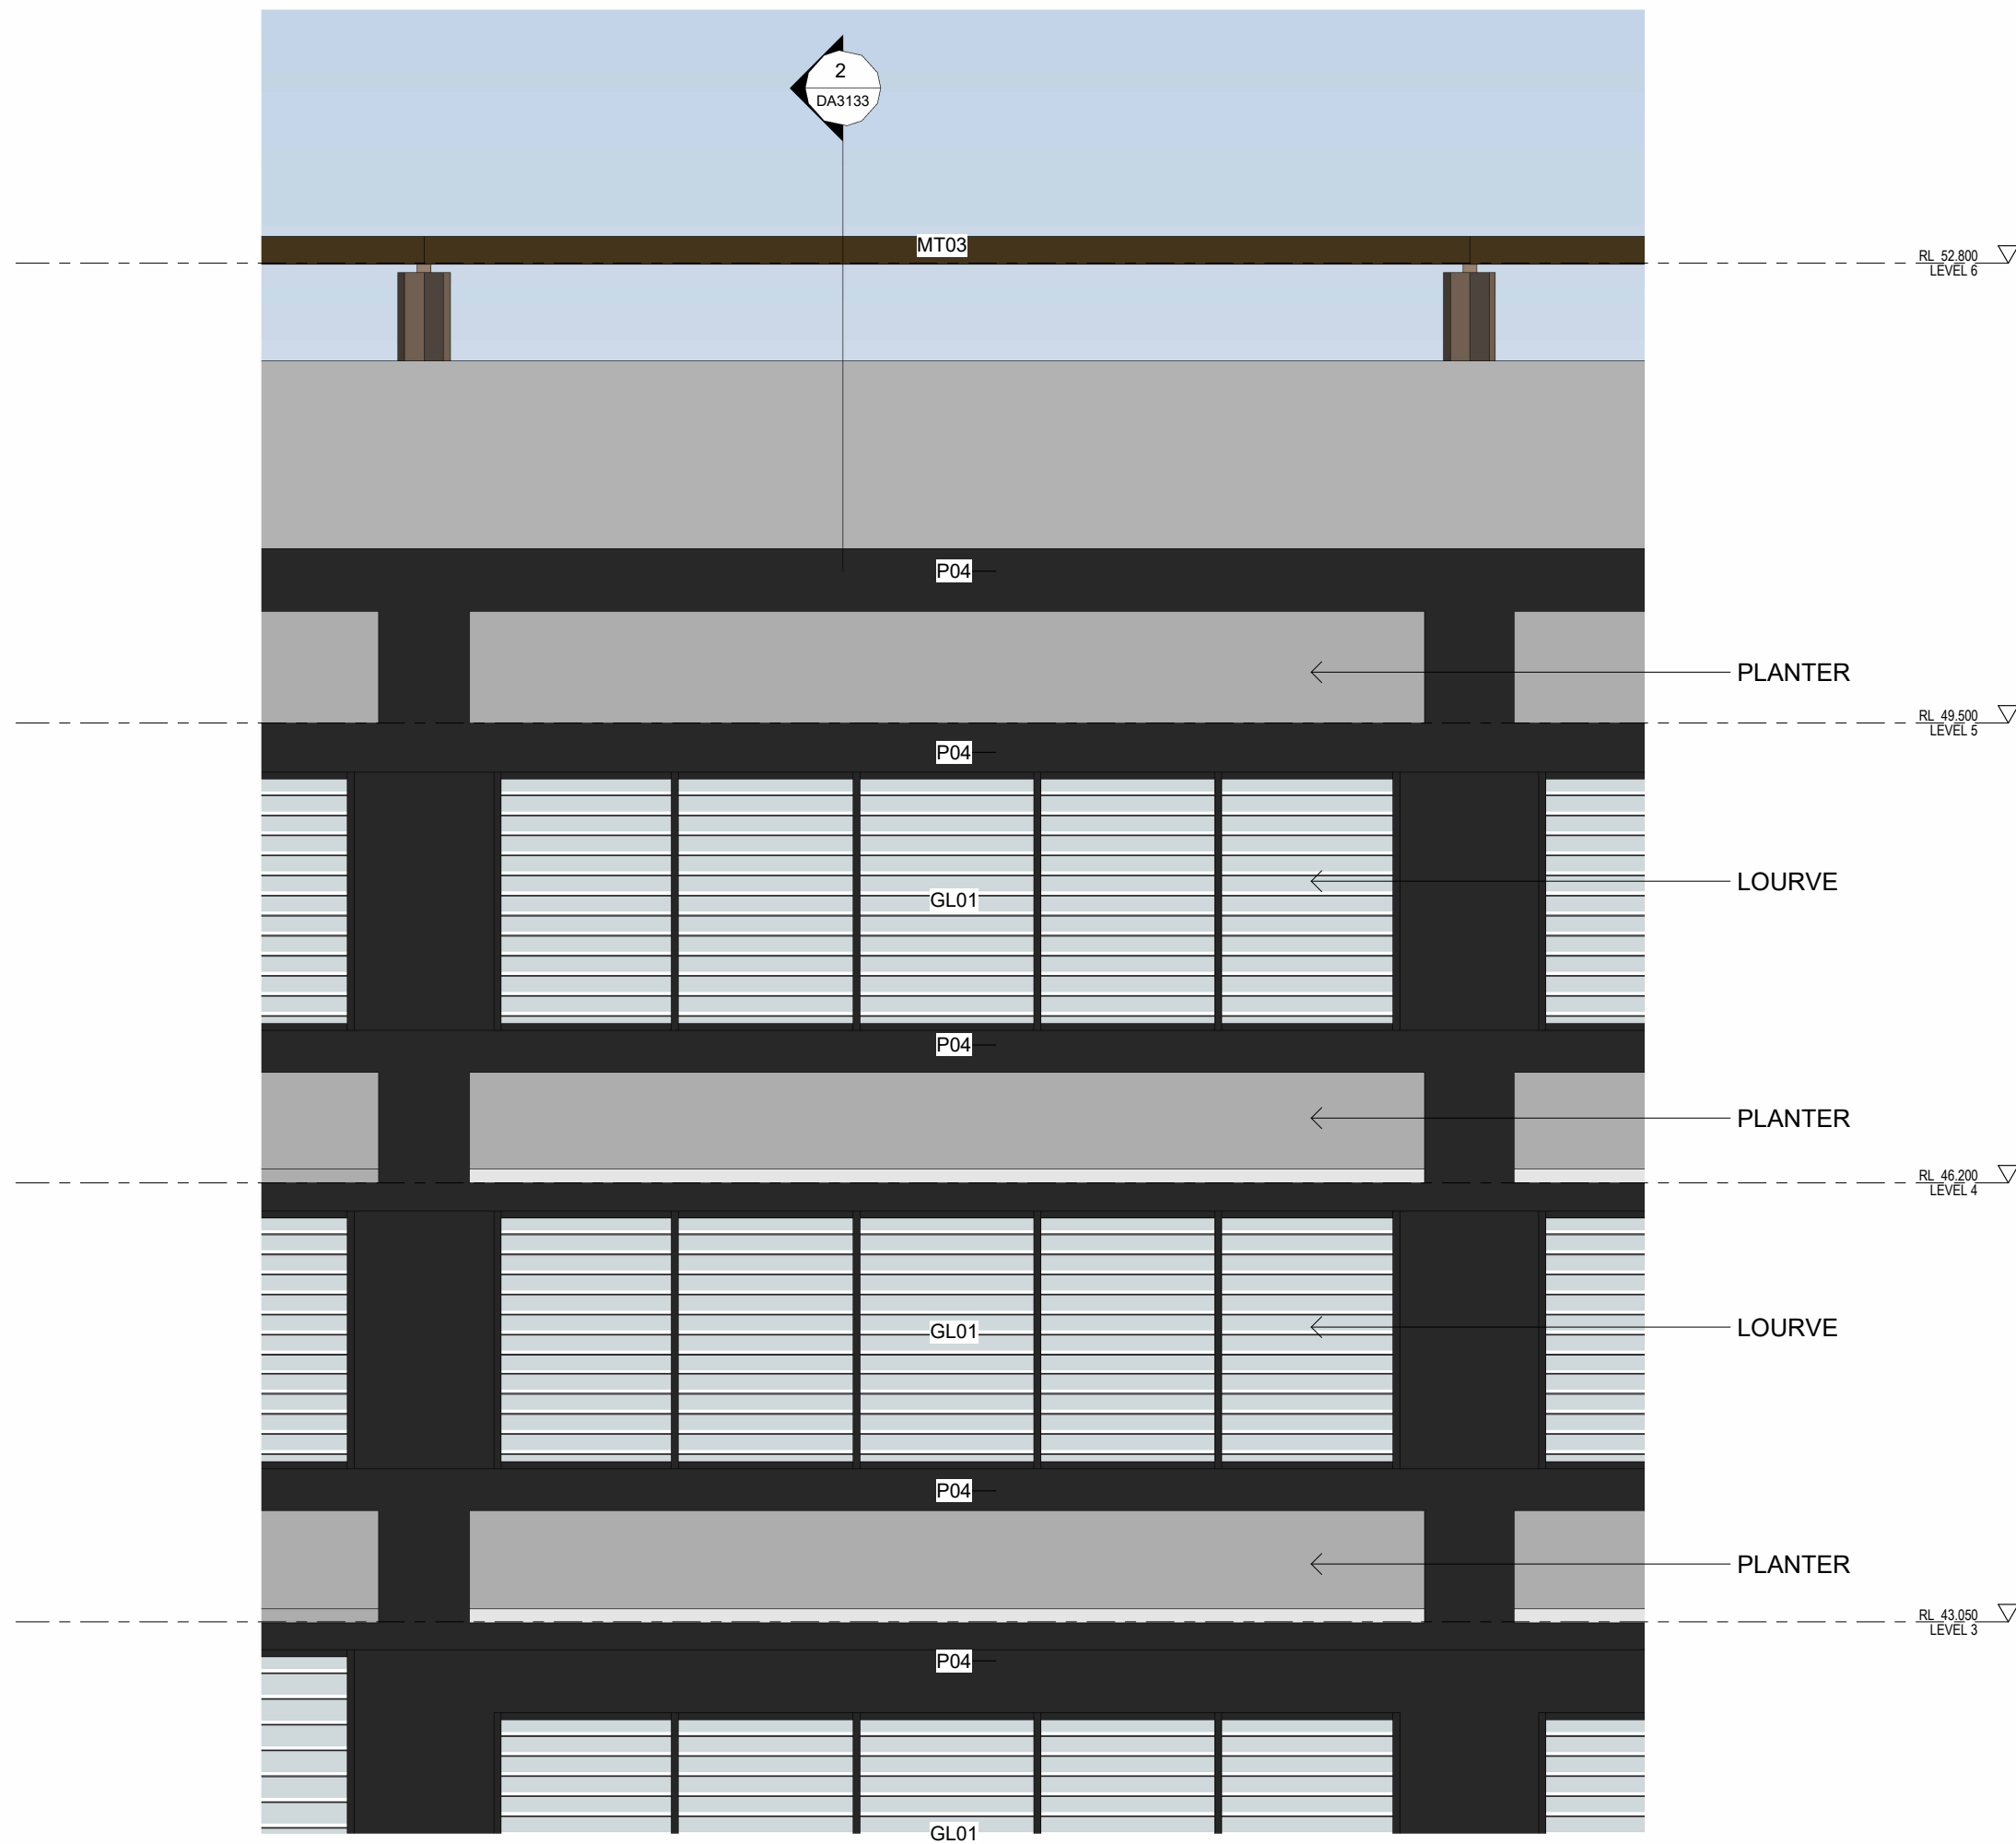 2
DA3133
MT03
RL 52.800
LEVEL 6
P04
PLANTER
RL 49.500
LEVEL 5
P04
LOURVE
GL01
P04
PLANTER
RL 46.200
LEVEL 4
LOURVE
GL01
P04
PLANTER
RL 43.050
LEVEL 3
P04
GL01